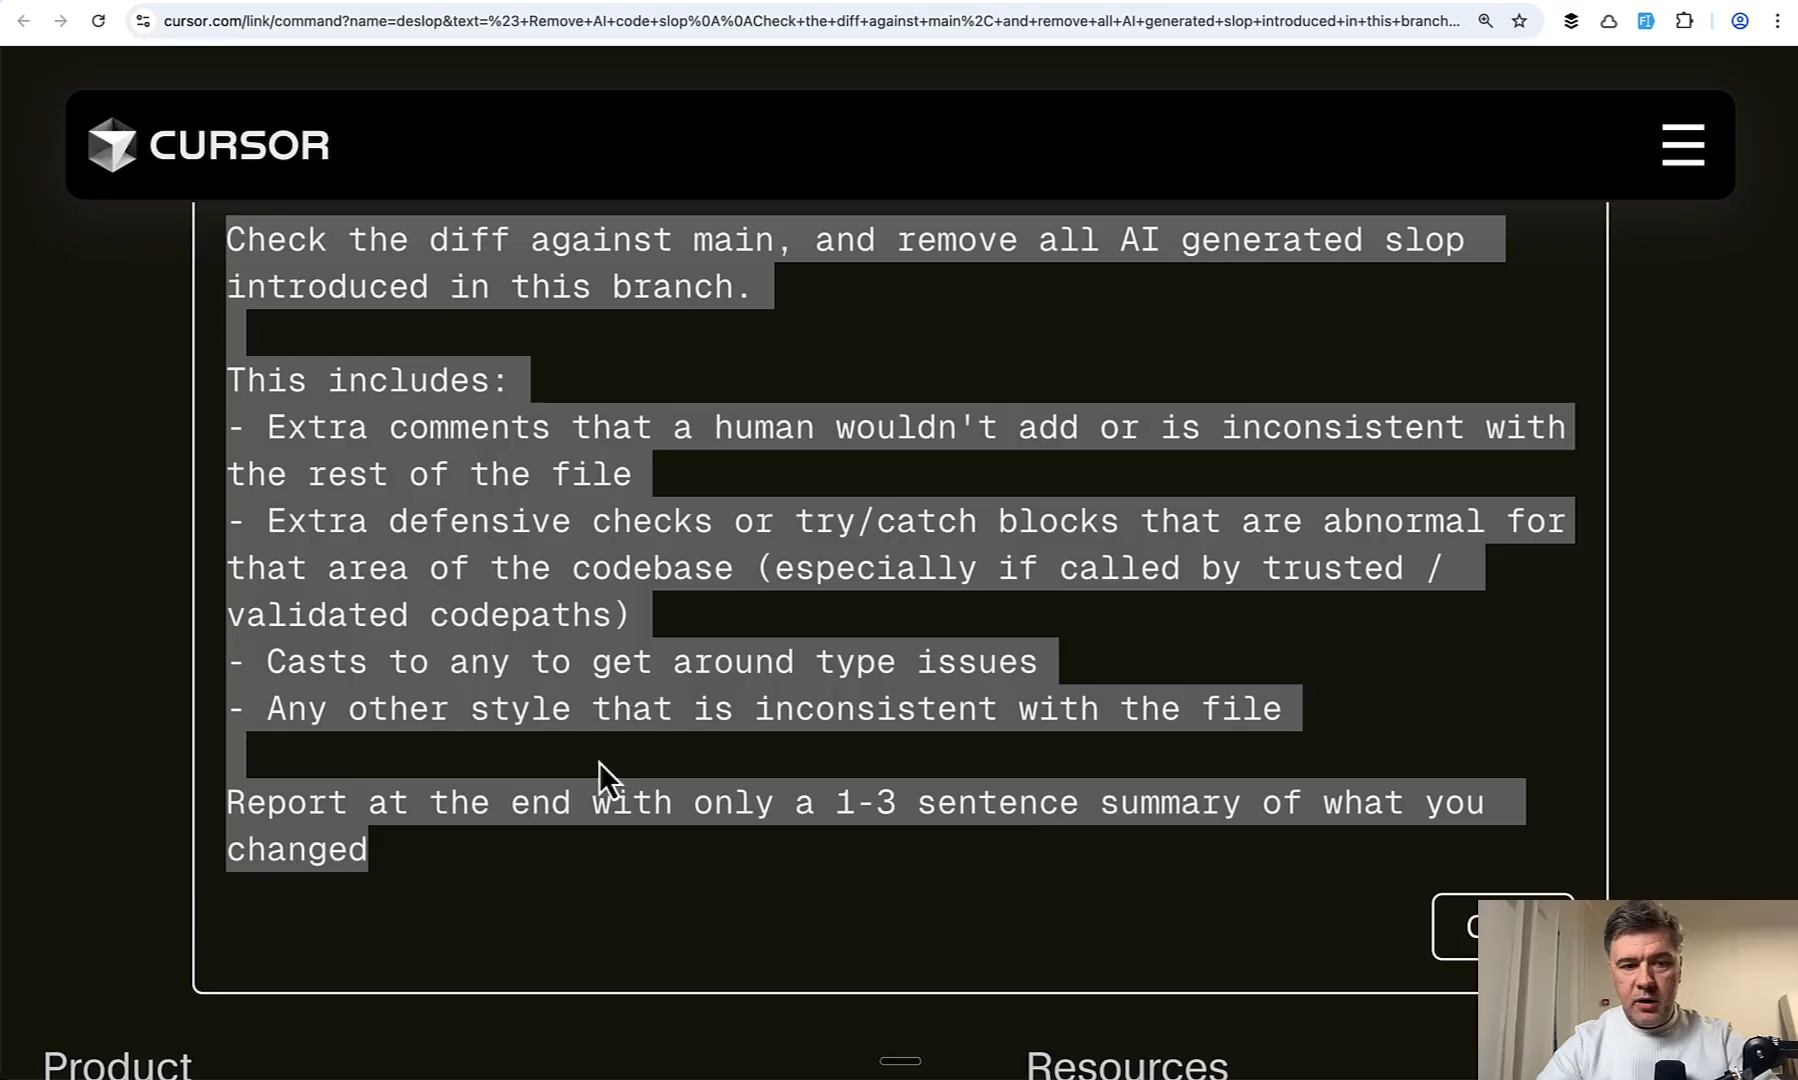 cursor.com/link/command?name=deslop&text=%23+Remove+AI+code+slop%0A%0ACheck+the+diff+against+main%2C+and+remove+all+AI+generated+slop+introduced+in+this+branch...
CURSOR
Check the diff against main, and remove all AI generated slop
introduced in this branch.
This includes:
- Extra comments that a human wouldn't add or is inconsistent with
the rest of the file
- Extra defensive checks or try/catch blocks that are abnormal for
that area of the codebase (especially if called by trusted /
validated codepaths)
- Casts to any to get around type issues
- Any other style that is inconsistent with the file
Report at the end with only a 1-3 sentence summary of what you
changed
Product
Resources